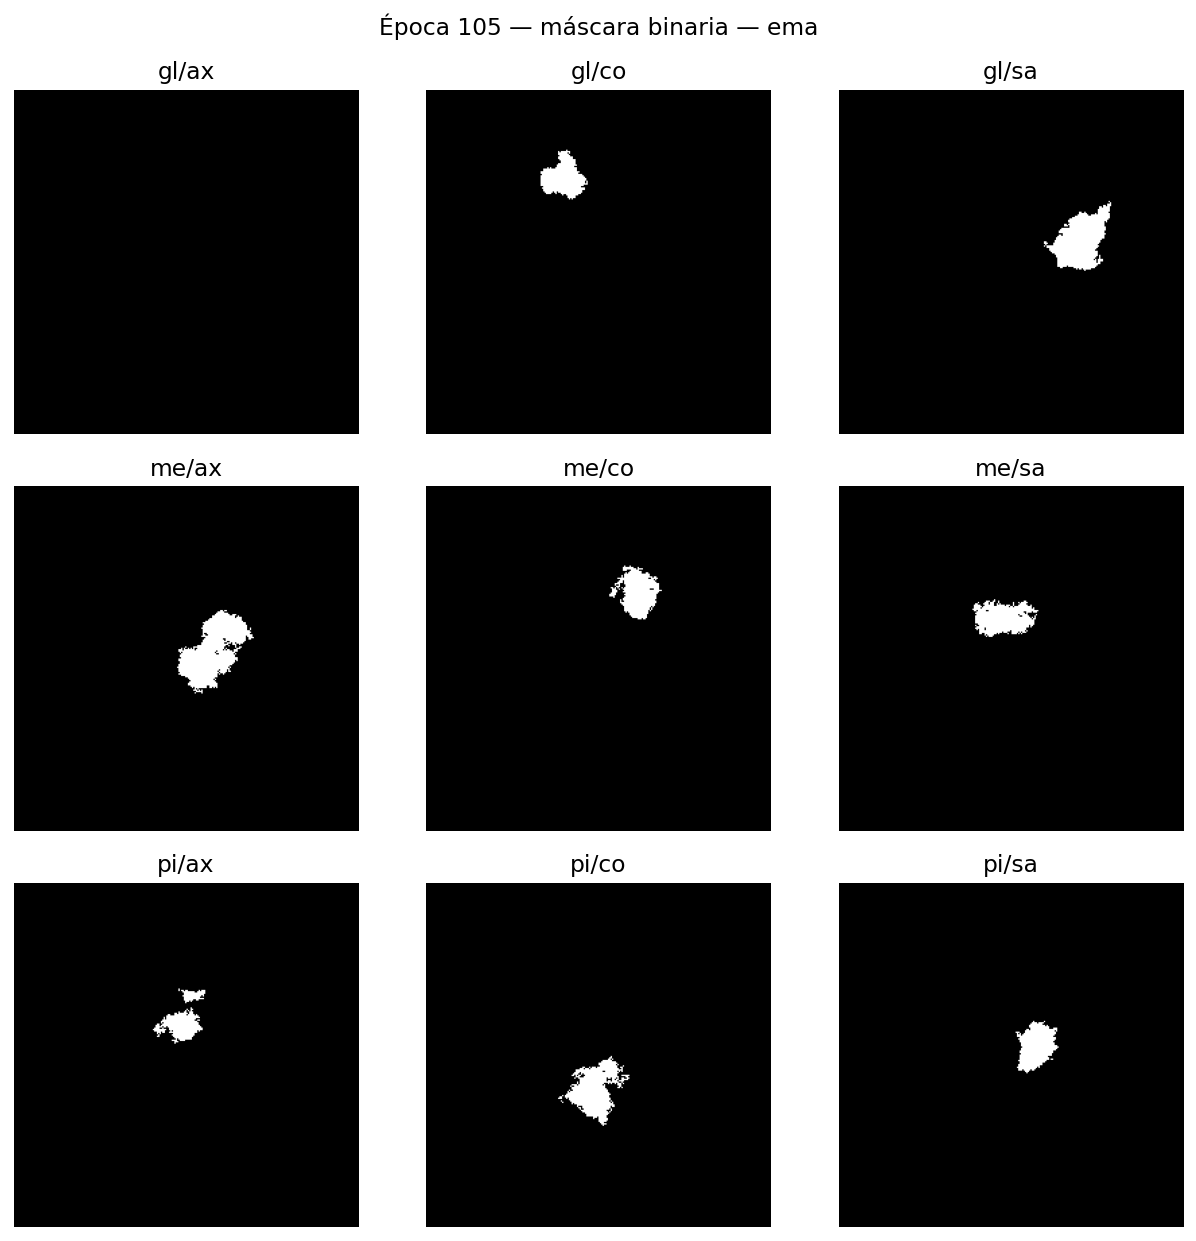 Época 105 — máscara binaria — ema
gl/ax gl/co gl/sa
me/ax me/co me/sa
pi/ax pi/co pi/sa